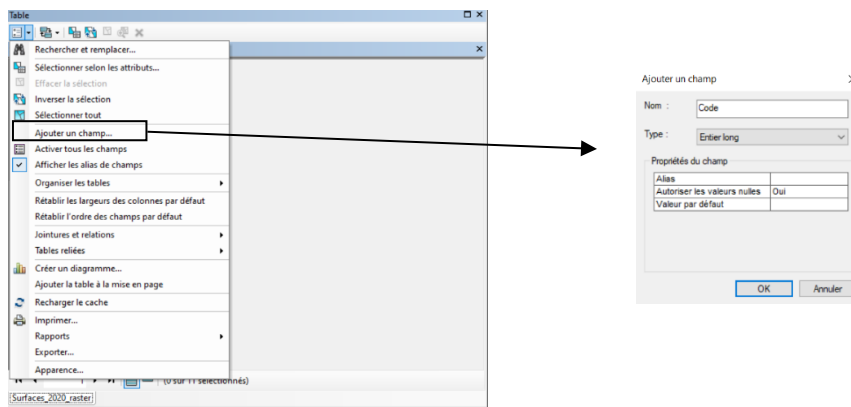 Table
Rechercher et remplacer...
Sélectionner selon les attributs...
Effacer la sélection
Inverser la sélection
Sélectionner tout
Ajouter un champ...
Activer tous les champs
Afficher les alias de champs
Organiser les tables
Rétablir les largeurs des colonnes par défaut
Rétablir l'ordre des champs par défaut
Jointures et relations
Tables reliées
Créer un diagramme...
Ajouter la table à la mise en page
Recharger le cache
Imprimer...
Rapports
Exporter...
Apparence...
(0 sur 11 sélectionnés)
Surfaces_2020_raster
Ajouter un champ
Nom :
Code
Type :
Entier long
Propriétés du champ
Alias
Autoriser les valeurs nulles Oui
Valeur par défaut
OK Annuler